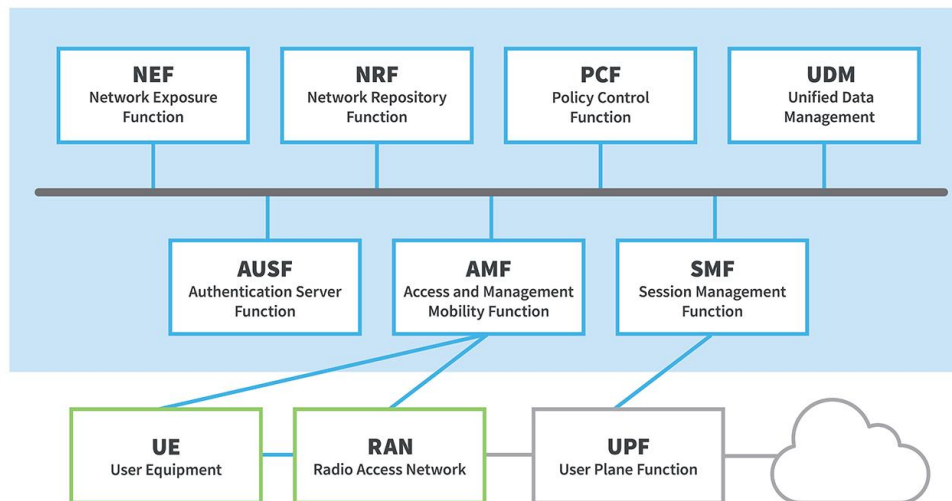 NEF
Network Exposure
Function
NRF
Network Repository
Function
PCF
Policy Control
Function
UDM
Unified Data
Management
AUSF
Authentication Server
Function
AMF
Access and Management
Mobility Function
SMF
Session Management
Function
UE
User Equipment
RAN
Radio Access Network
UPF
User Plane Function